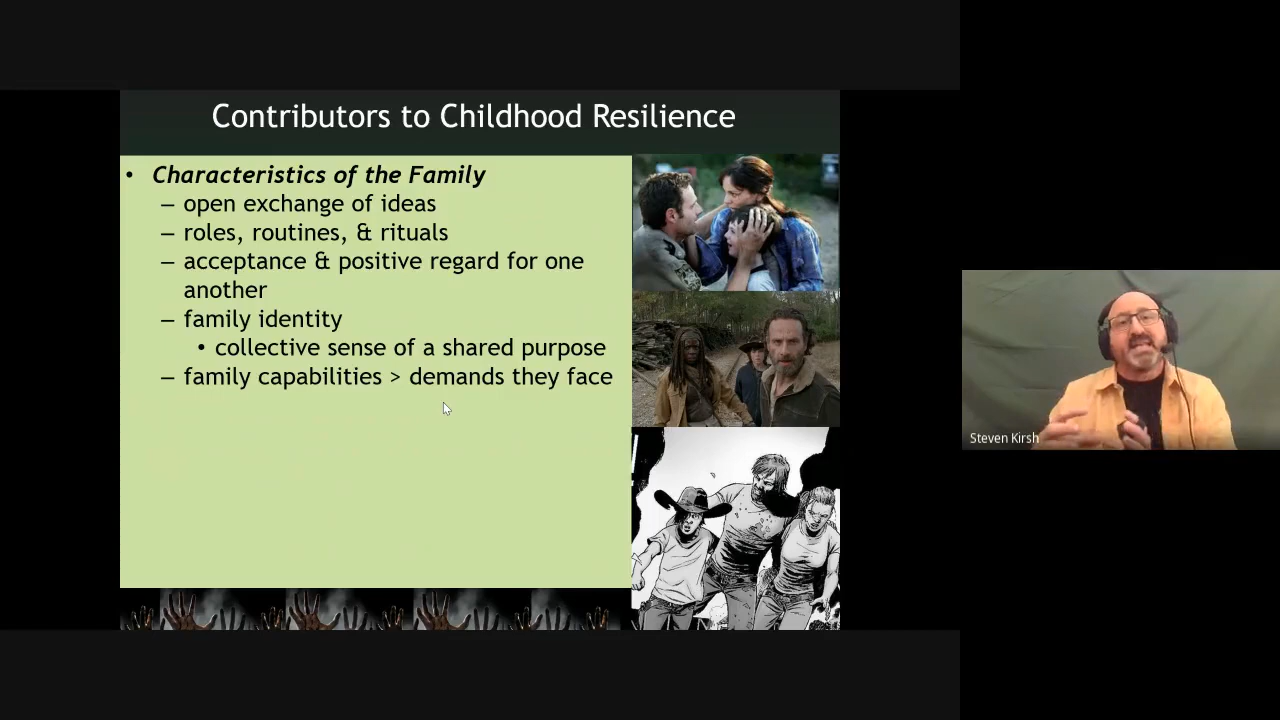 Contributors to Childhood Resilience
• Characteristics of the Family
– open exchange of ideas
– roles, routines, & rituals
– acceptance & positive regard for one
another
– family identity
• collective sense of a shared purpose
– family capabilities > demands they face
Steven Kirsh